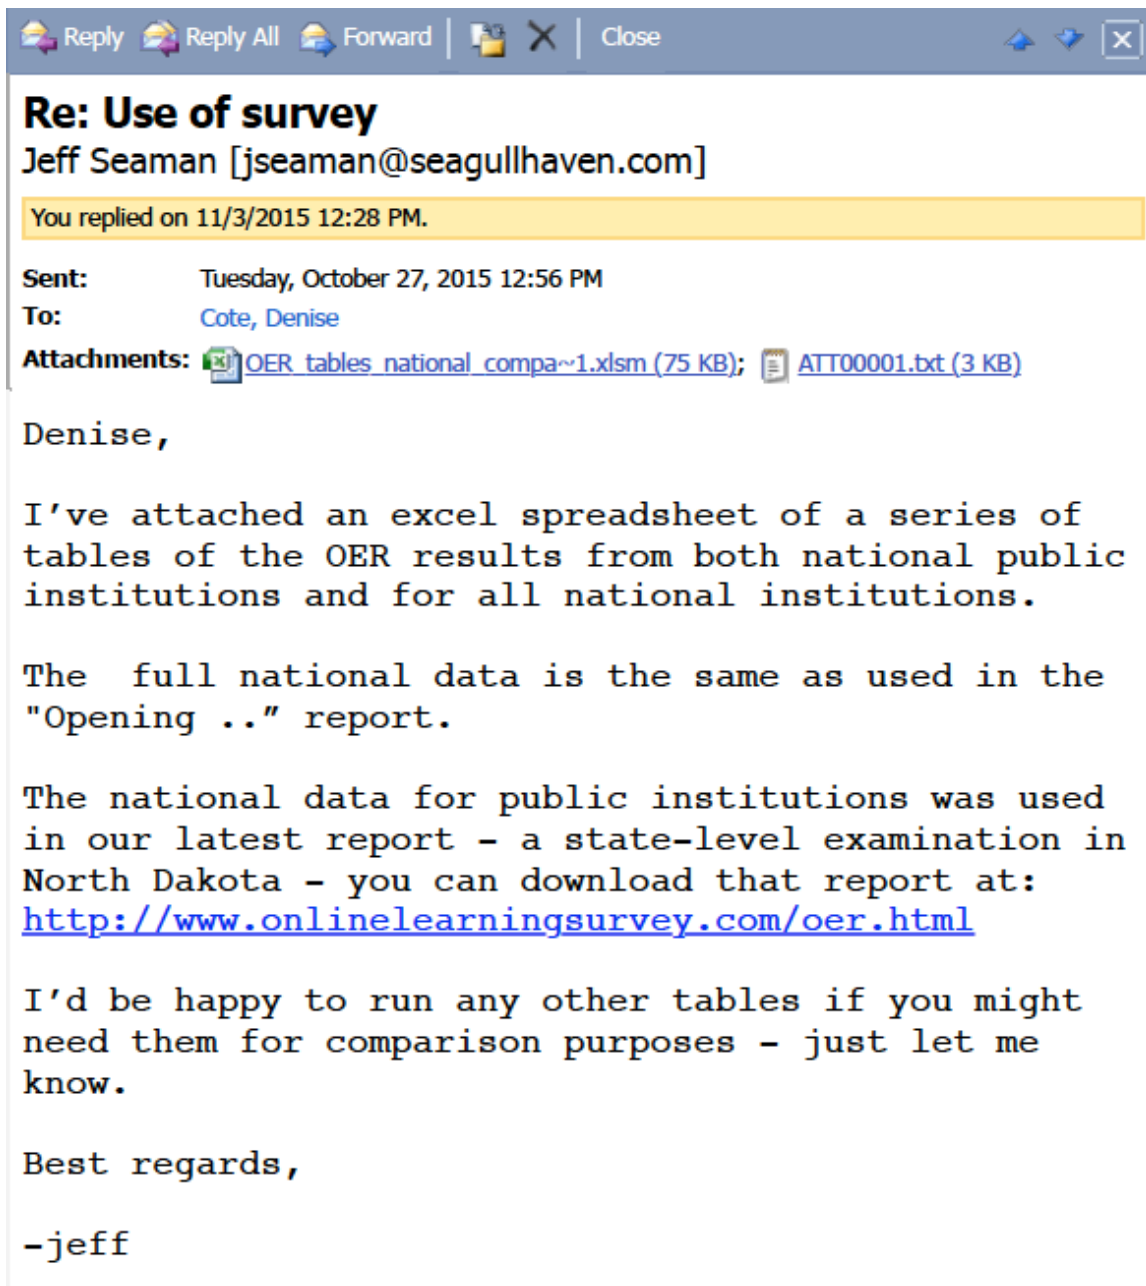 Reply Reply All Forward Close
Re: Use of survey
Jeff Seaman [jseaman@seagullhaven.com]
You replied on 11/3/2015 12:28 PM.
Sent: Tuesday, October 27, 2015 12:56 PM
To: Cote, Denise
Attachments: OER_tables_national_compa~1.xlsm (75 KB); ATT00001.txt (3 KB)
Denise,
I’ve attached an excel spreadsheet of a series of
tables of the OER results from both national public
institutions and for all national institutions.
The  full national data is the same as used in the
"Opening ..” report.
The national data for public institutions was used
in our latest report – a state-level examination in
North Dakota – you can download that report at:
http://www.onlinelearningsurvey.com/oer.html
I’d be happy to run any other tables if you might
need them for comparison purposes – just let me
know.
Best regards,
-jeff